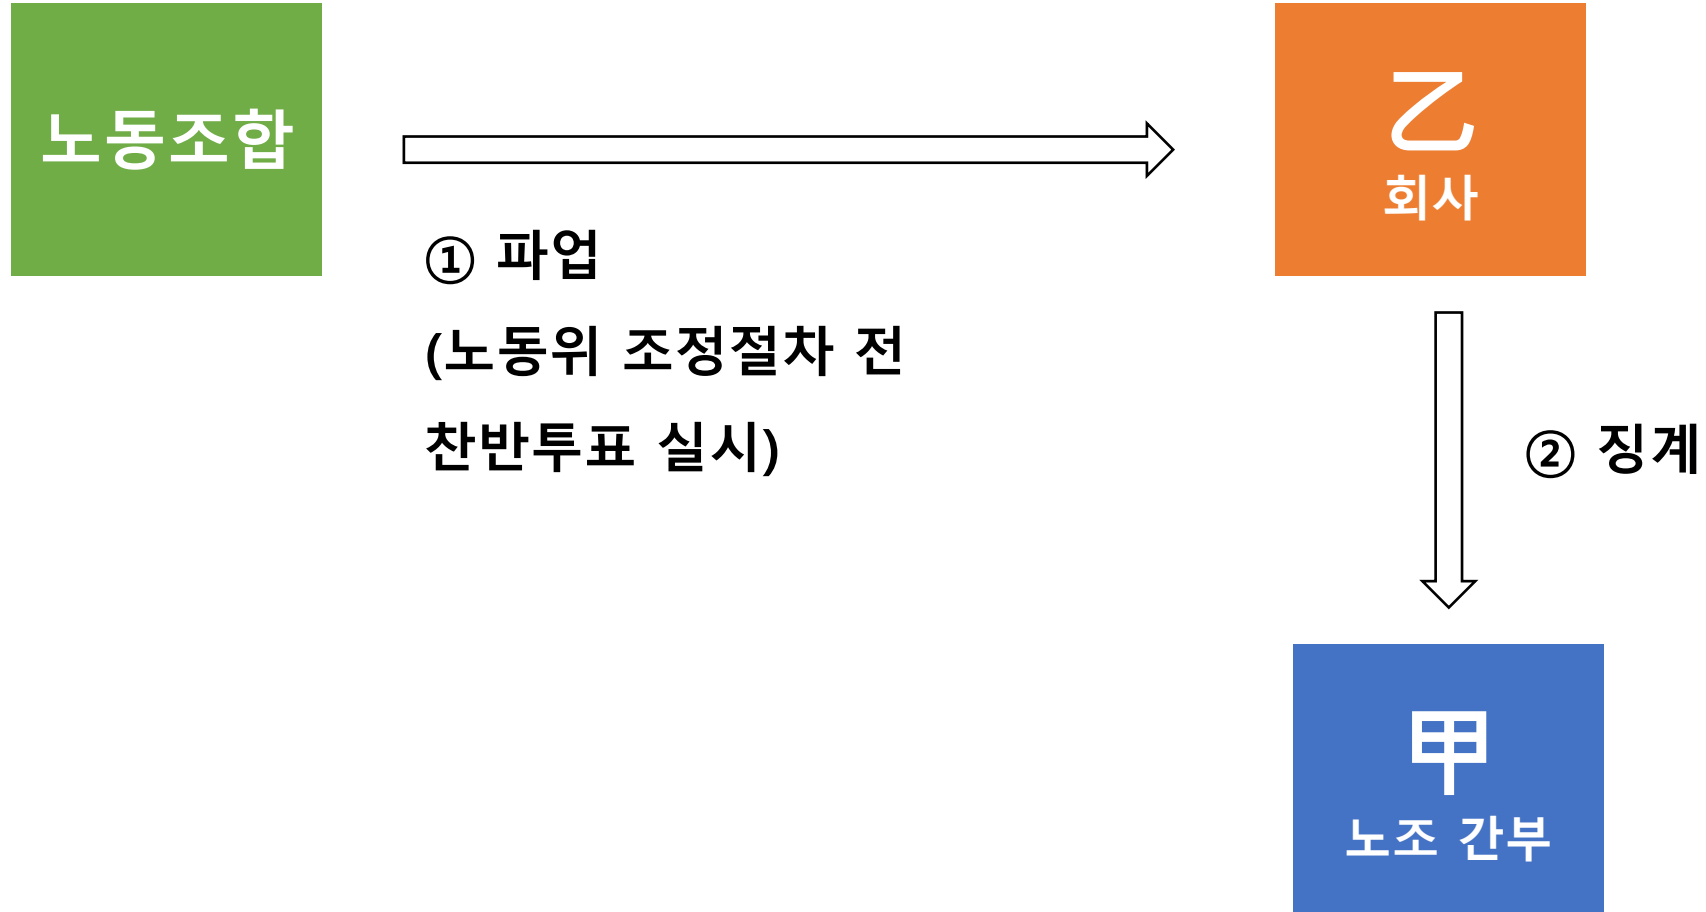 노동조합
乙
회사
① 파업
(노동위 조정절차 전
찬반투표 실시)
② 징계
甲
노조 간부